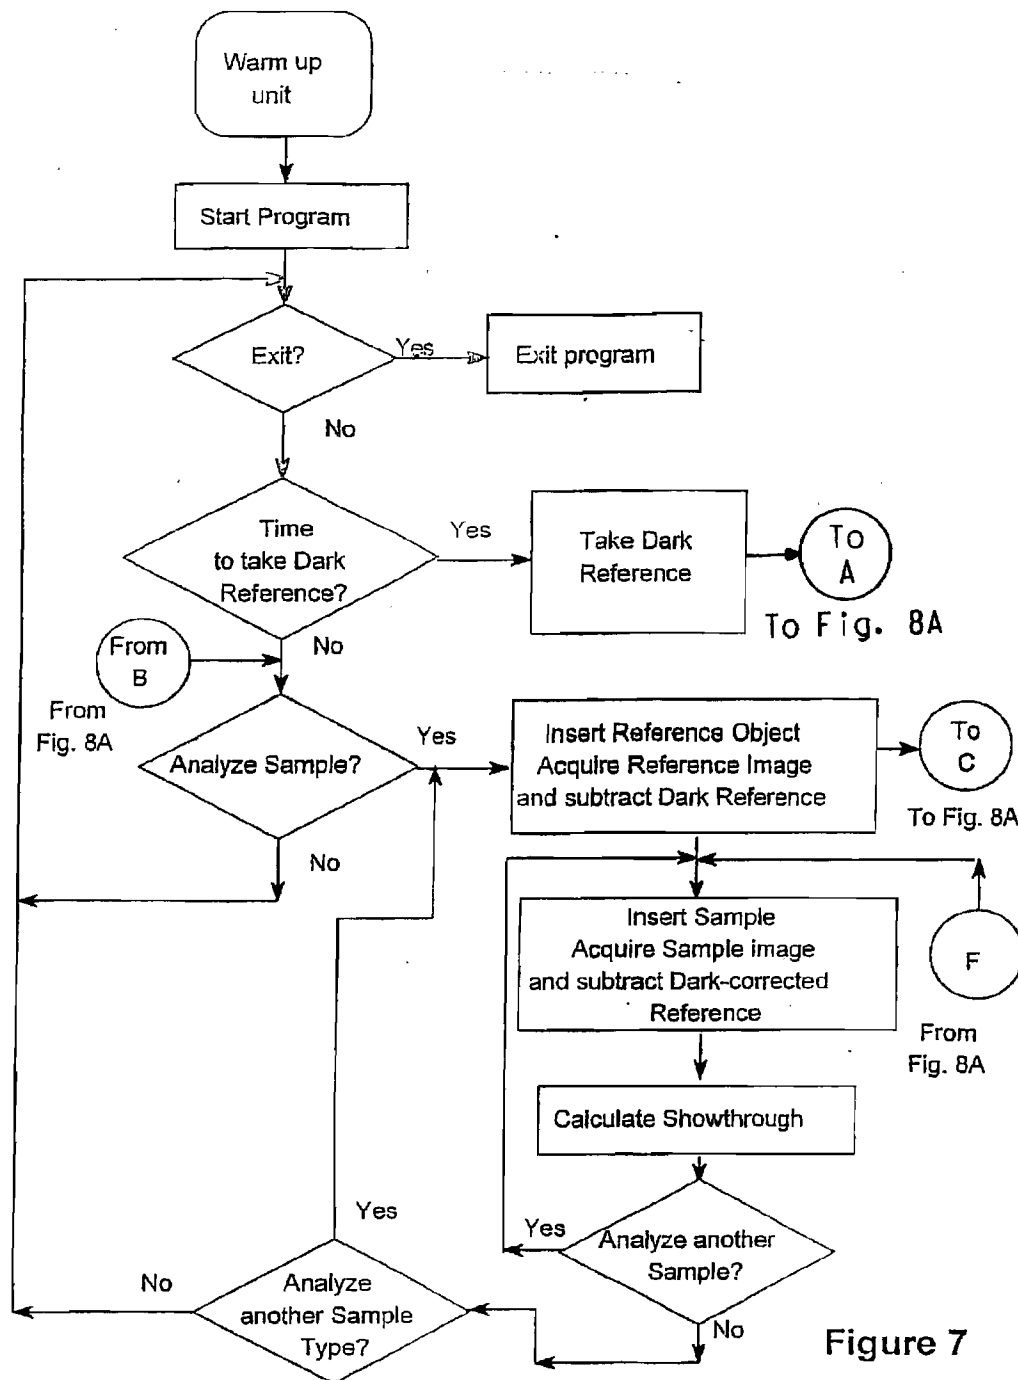 Warm up
unit
Start Program
Exit?
Yes
Exit program
No
Time
to take Dark
Reference?
Yes
Take Dark
Reference
To
A
To Fig. 8A
No
From
B
From
Fig. 8A
Analyze Sample?
Yes
Insert Reference Object
Acquire Reference Image
and subtract Dark Reference
To
C
To Fig. 8A
No
Insert Sample
Acquire Sample image
and subtract Dark-corrected
Reference
F
From
Fig. 8A
Calculate Showthrough
Yes
Analyze another
Sample?
No
Yes
No
Analyze
another Sample
Type?
Figure 7